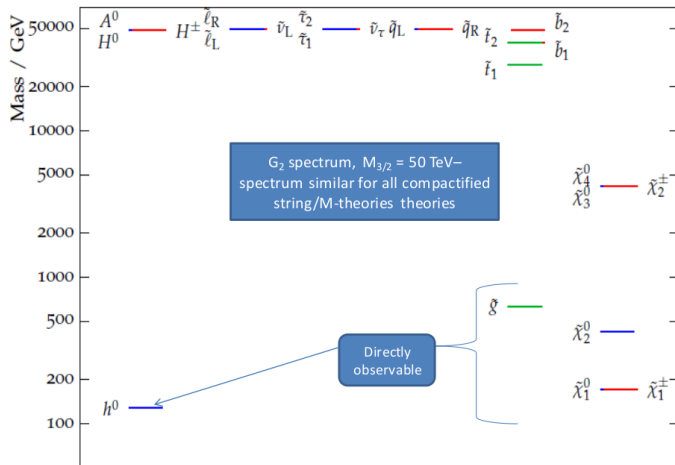 Mass / GeV
50000
20000
10000
5000
2000
1000
500
200
100
A⁰
H⁰
H±
ℓ̃R
ℓ̃L
ν̃L
τ̃2
τ̃1
ν̃τ
q̃L
q̃R
t̃2
t̃1
b̃2
b̃1
G₂ spectrum, M3/2 = 50 TeV–
spectrum similar for all compactified
string/M-theories theories
χ̃⁰4
χ̃⁰3
χ̃±2
g̃
Directly
observable
χ̃⁰2
χ̃⁰1
χ̃±1
h⁰